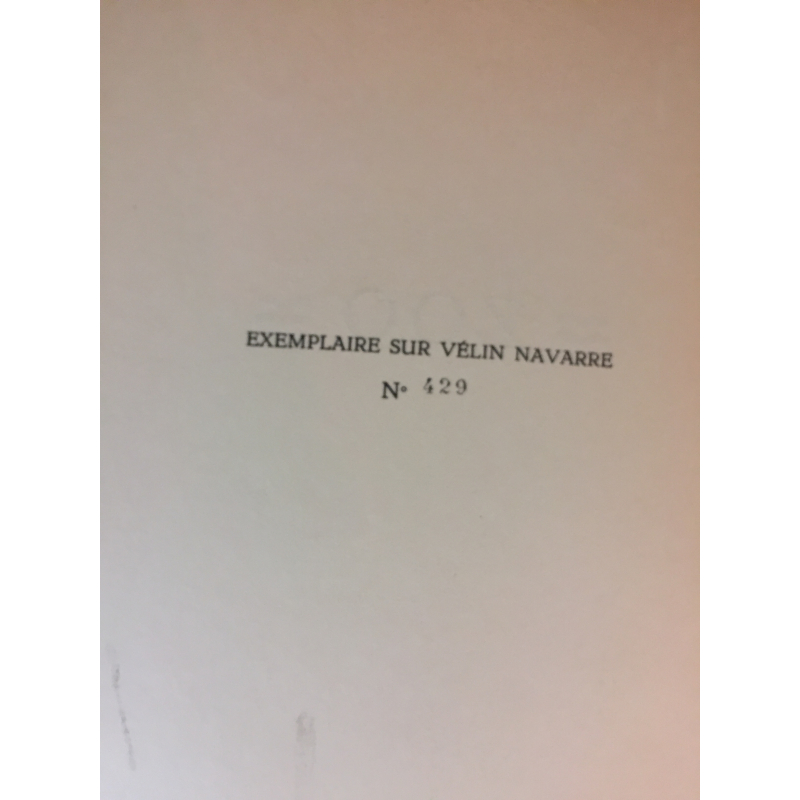 EXEMPLAIRE SUR VÉLIN NAVARRE
N° 429